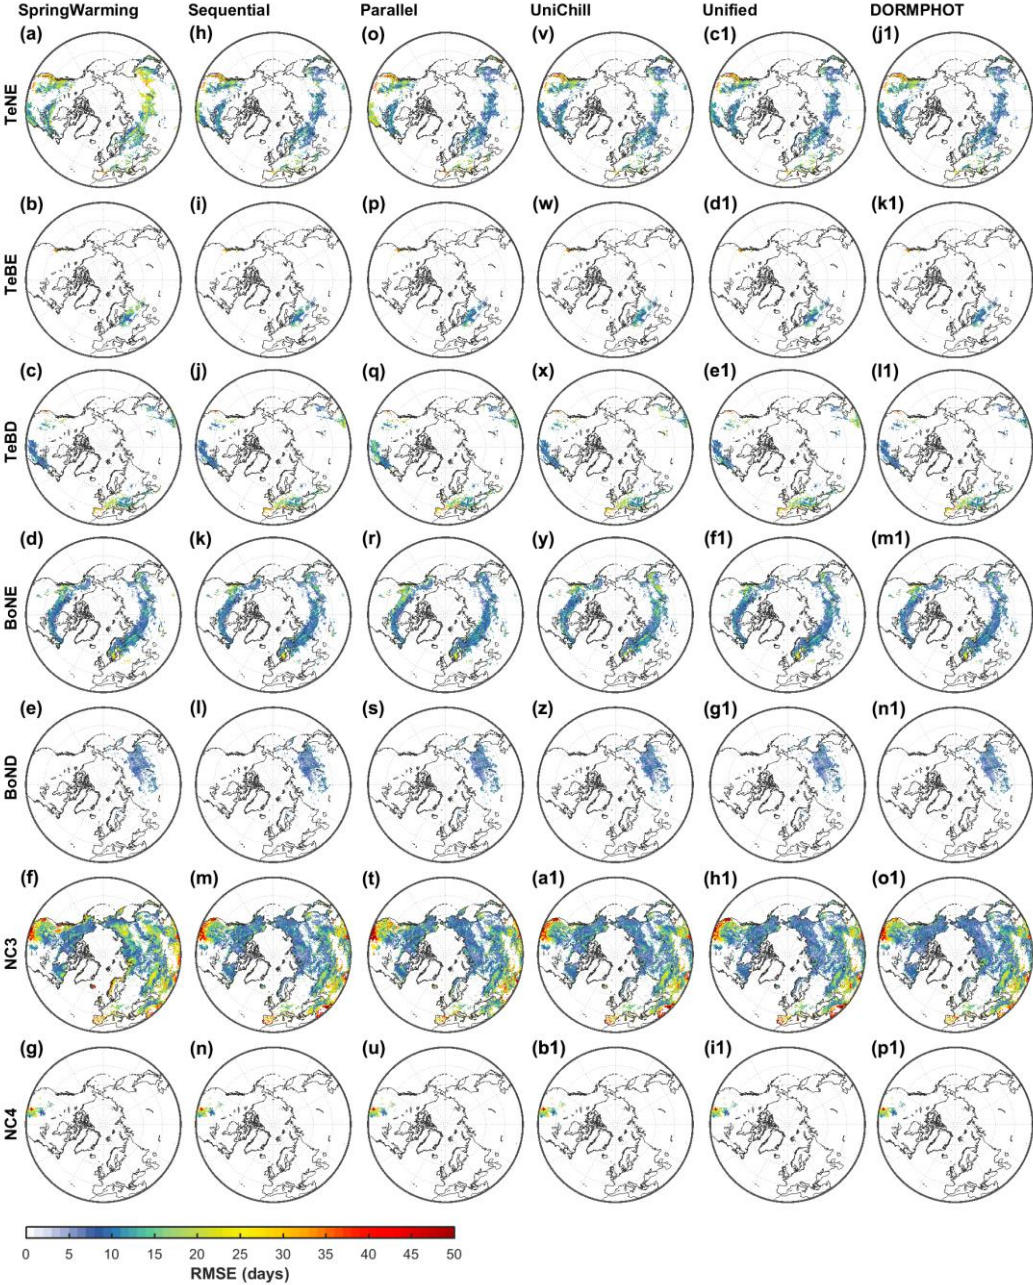 SpringWarming Sequential Parallel UniChill Unified DORMPHOT
(a) (h) (o) (v) (c1) (j1)
TeNE
(b) (i) (p) (w) (d1) (k1)
TeBE
(c) (j) (q) (x) (e1) (l1)
TeBD
(d) (k) (r) (y) (f1) (m1)
BoNE
(e) (l) (s) (z) (g1) (n1)
BoND
(f) (m) (t) (a1) (h1) (o1)
NC3
(g) (n) (u) (b1) (i1) (p1)
NC4
0 5 10 15 20 25 30 35 40 45 50
RMSE (days)